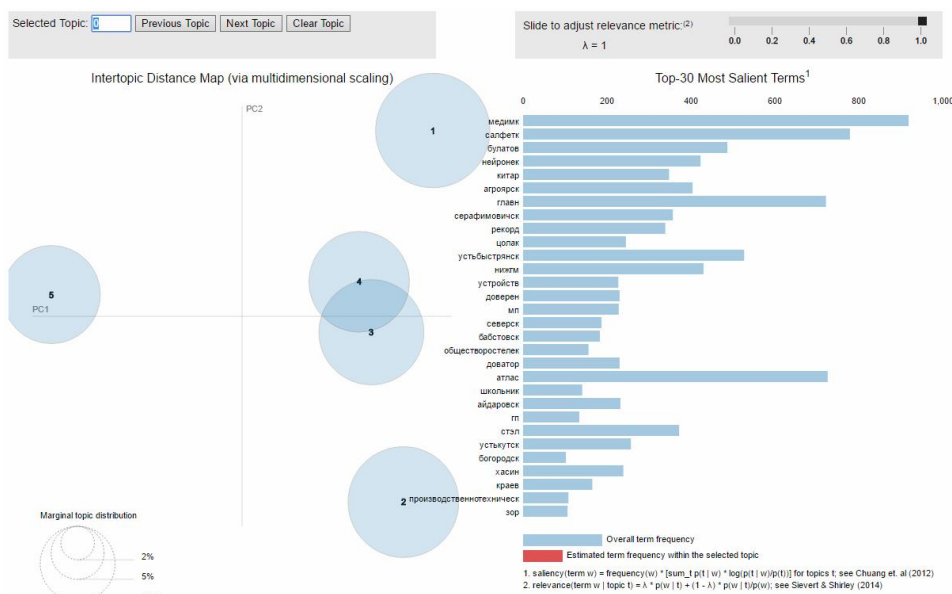 Selected Topic: 0 Previous Topic Next Topic Clear Topic
Slide to adjust relevance metric:(2)
λ = 1
0.0 0.2 0.4 0.6 0.8 1.0
Intertopic Distance Map (via multidimensional scaling)
PC2
PC1
1
4
5
3
2
Marginal topic distribution
2%
5%
Top-30 Most Salient Terms1
0 200 400 600 800 1,000
медимк
салфетк
булатов
нейронек
китар
агроярск
главн
серафимовичск
рекорд
цолак
устьбыстрянск
нижгм
устройств
доверен
мп
северск
бабстовск
обществоростелек
доватор
атлас
школьник
айдаровск
гп
стэл
устькутск
богородск
хасин
краев
производственнотехническ
зор
Overall term frequency
Estimated term frequency within the selected topic
1. saliency(term w) = frequency(w) * [sum_t p(t | w) * log(p(t | w)/p(t))] for topics t; see Chuang et. al (2012)
2. relevance(term w | topic t) = λ * p(w | t) + (1 - λ) * p(w | t)/p(w); see Sievert & Shirley (2014)